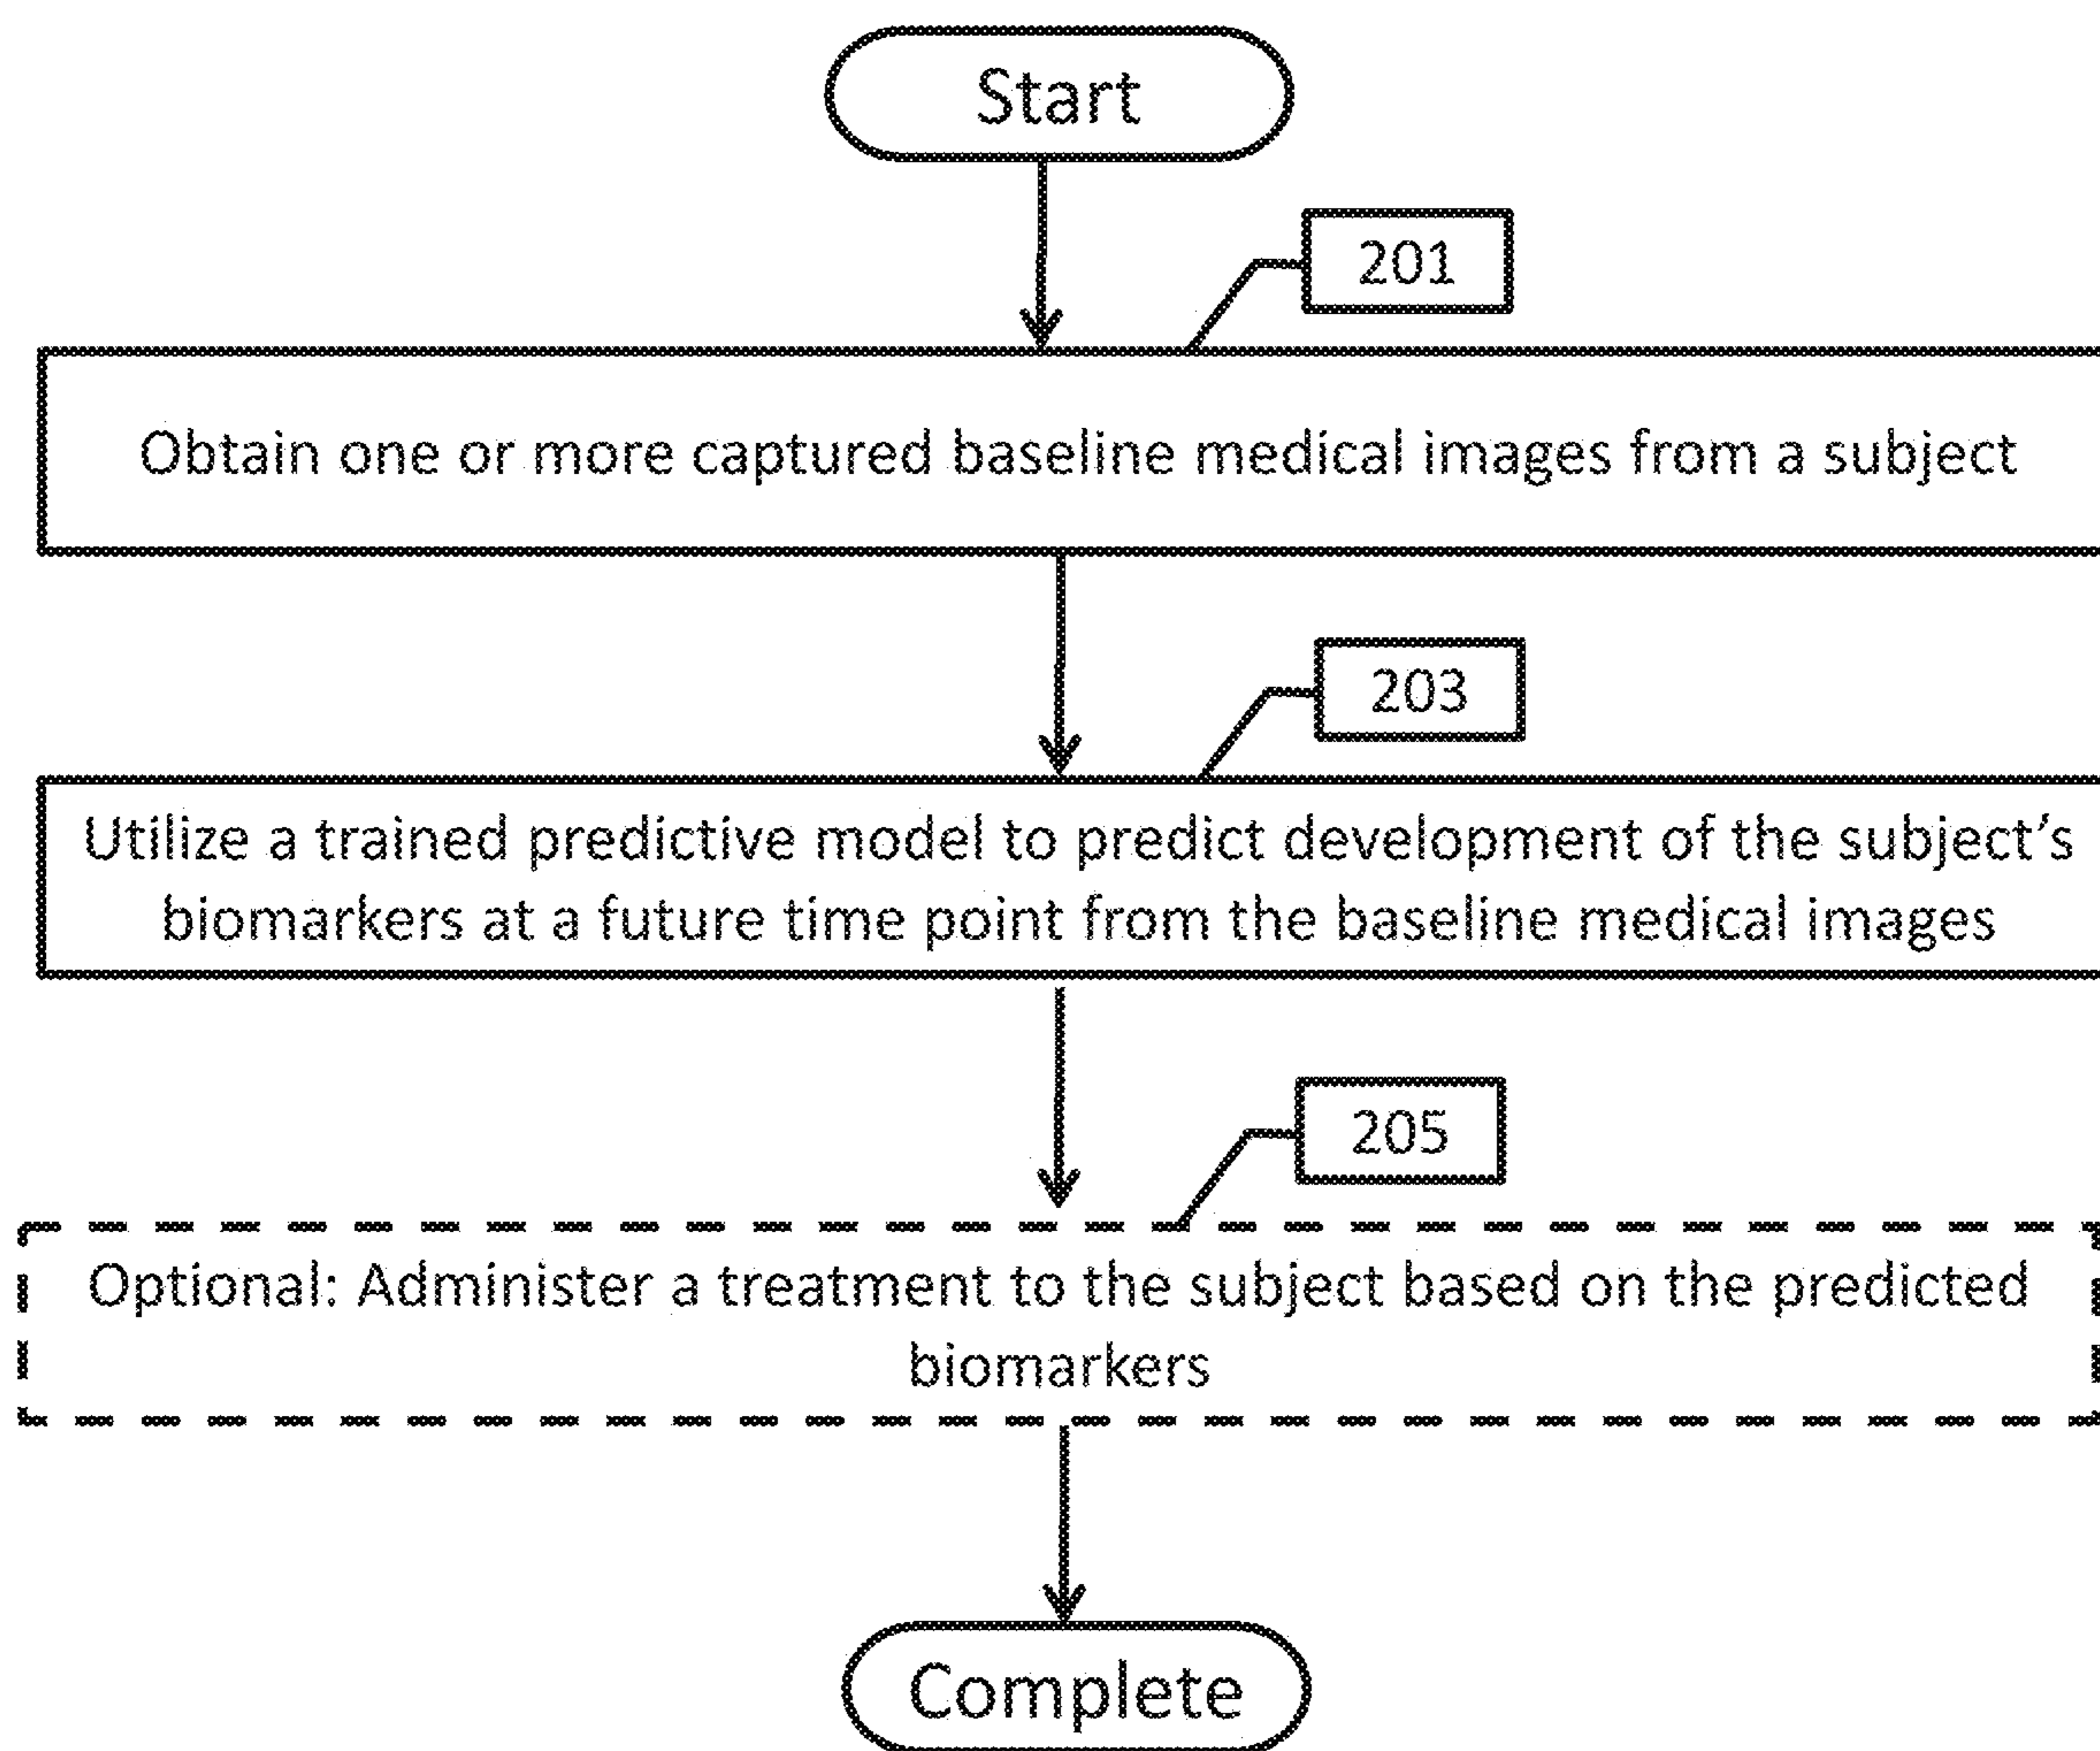 Start
201
Obtain one or more captured baseline medical images from a subject
203
Utilize a trained predictive model to predict development of the subject’s
biomarkers at a future time point from the baseline medical images
205
Optional: Administer a treatment to the subject based on the predicted
biomarkers
Complete